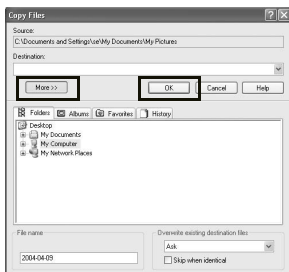 Copy Files
Source:
C:\Documents and Settings\se\My Documents\My Pictures
Destination:
More >> OK Cancel Help
Folders Albums Favorites History
Desktop
My Documents
My Computer
My Network Places
File name
2004-04-09
Overwrite existing destination files
Ask
Skip when identical